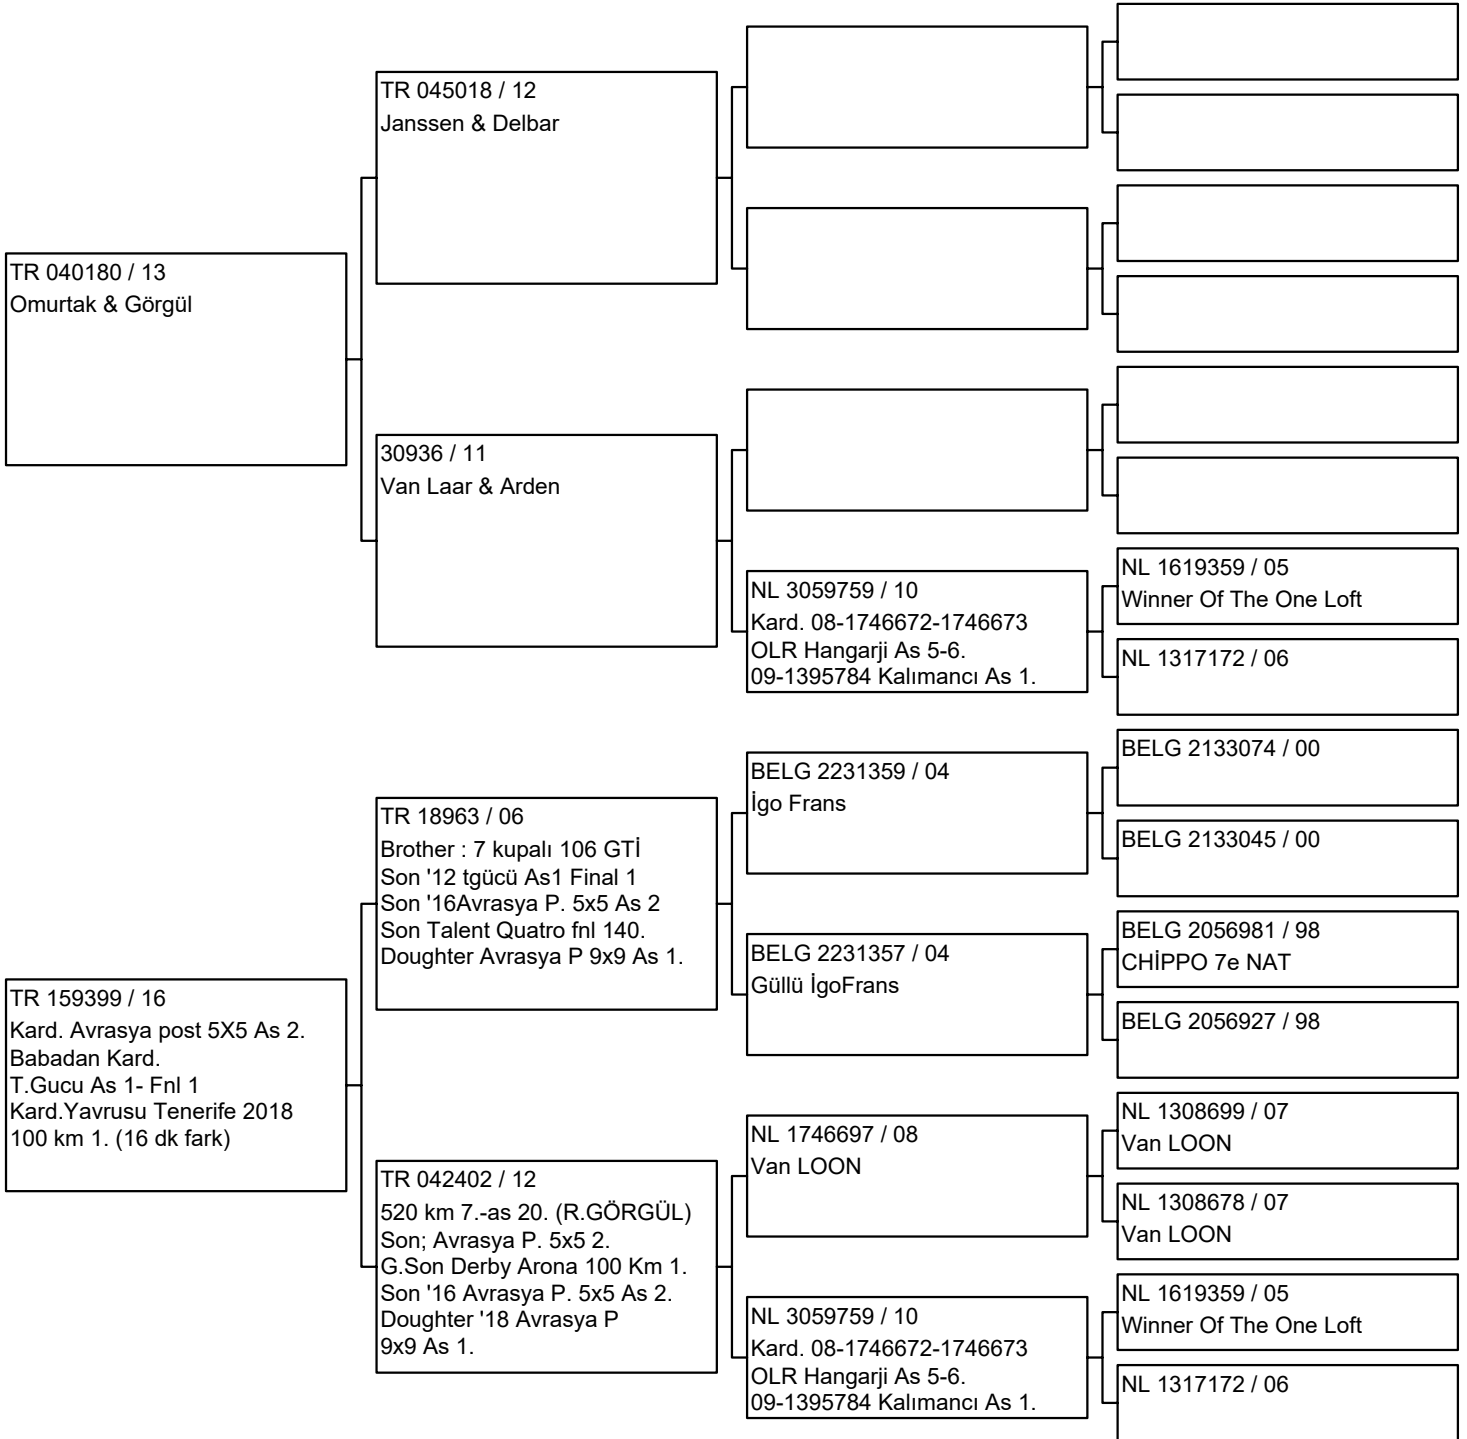 TR 040180 / 13
Omurtak & Görgül
TR 159399 / 16
Kard. Avrasya post 5X5 As 2.
Babadan Kard.
T.Gucu As 1- Fnl 1
Kard.Yavrusu Tenerife 2018
100 km 1. (16 dk fark)
TR 045018 / 12
Janssen & Delbar
30936 / 11
Van Laar & Arden
TR 18963 / 06
Brother : 7 kupalı 106 GTİ
Son '12 tgücü As1 Final 1
Son '16Avrasya P. 5x5 As 2
Son Talent Quatro fnl 140.
Doughter Avrasya P 9x9 As 1.
TR 042402 / 12
520 km 7.-as 20. (R.GÖRGÜL)
Son; Avrasya P. 5x5 2.
G.Son Derby Arona 100 Km 1.
Son '16 Avrasya P. 5x5 As 2.
Doughter '18 Avrasya P
9x9 As 1.
NL 3059759 / 10
Kard. 08-1746672-1746673
OLR Hangarji As 5-6.
09-1395784 Kalımancı As 1.
BELG 2231359 / 04
İgo Frans
BELG 2231357 / 04
Güllü İgoFrans
NL 1746697 / 08
Van LOON
NL 3059759 / 10
Kard. 08-1746672-1746673
OLR Hangarji As 5-6.
09-1395784 Kalımancı As 1.
NL 1619359 / 05
Winner Of The One Loft
NL 1317172 / 06
BELG 2133074 / 00
BELG 2133045 / 00
BELG 2056981 / 98
CHİPPO 7e NAT
BELG 2056927 / 98
NL 1308699 / 07
Van LOON
NL 1308678 / 07
Van LOON
NL 1619359 / 05
Winner Of The One Loft
NL 1317172 / 06